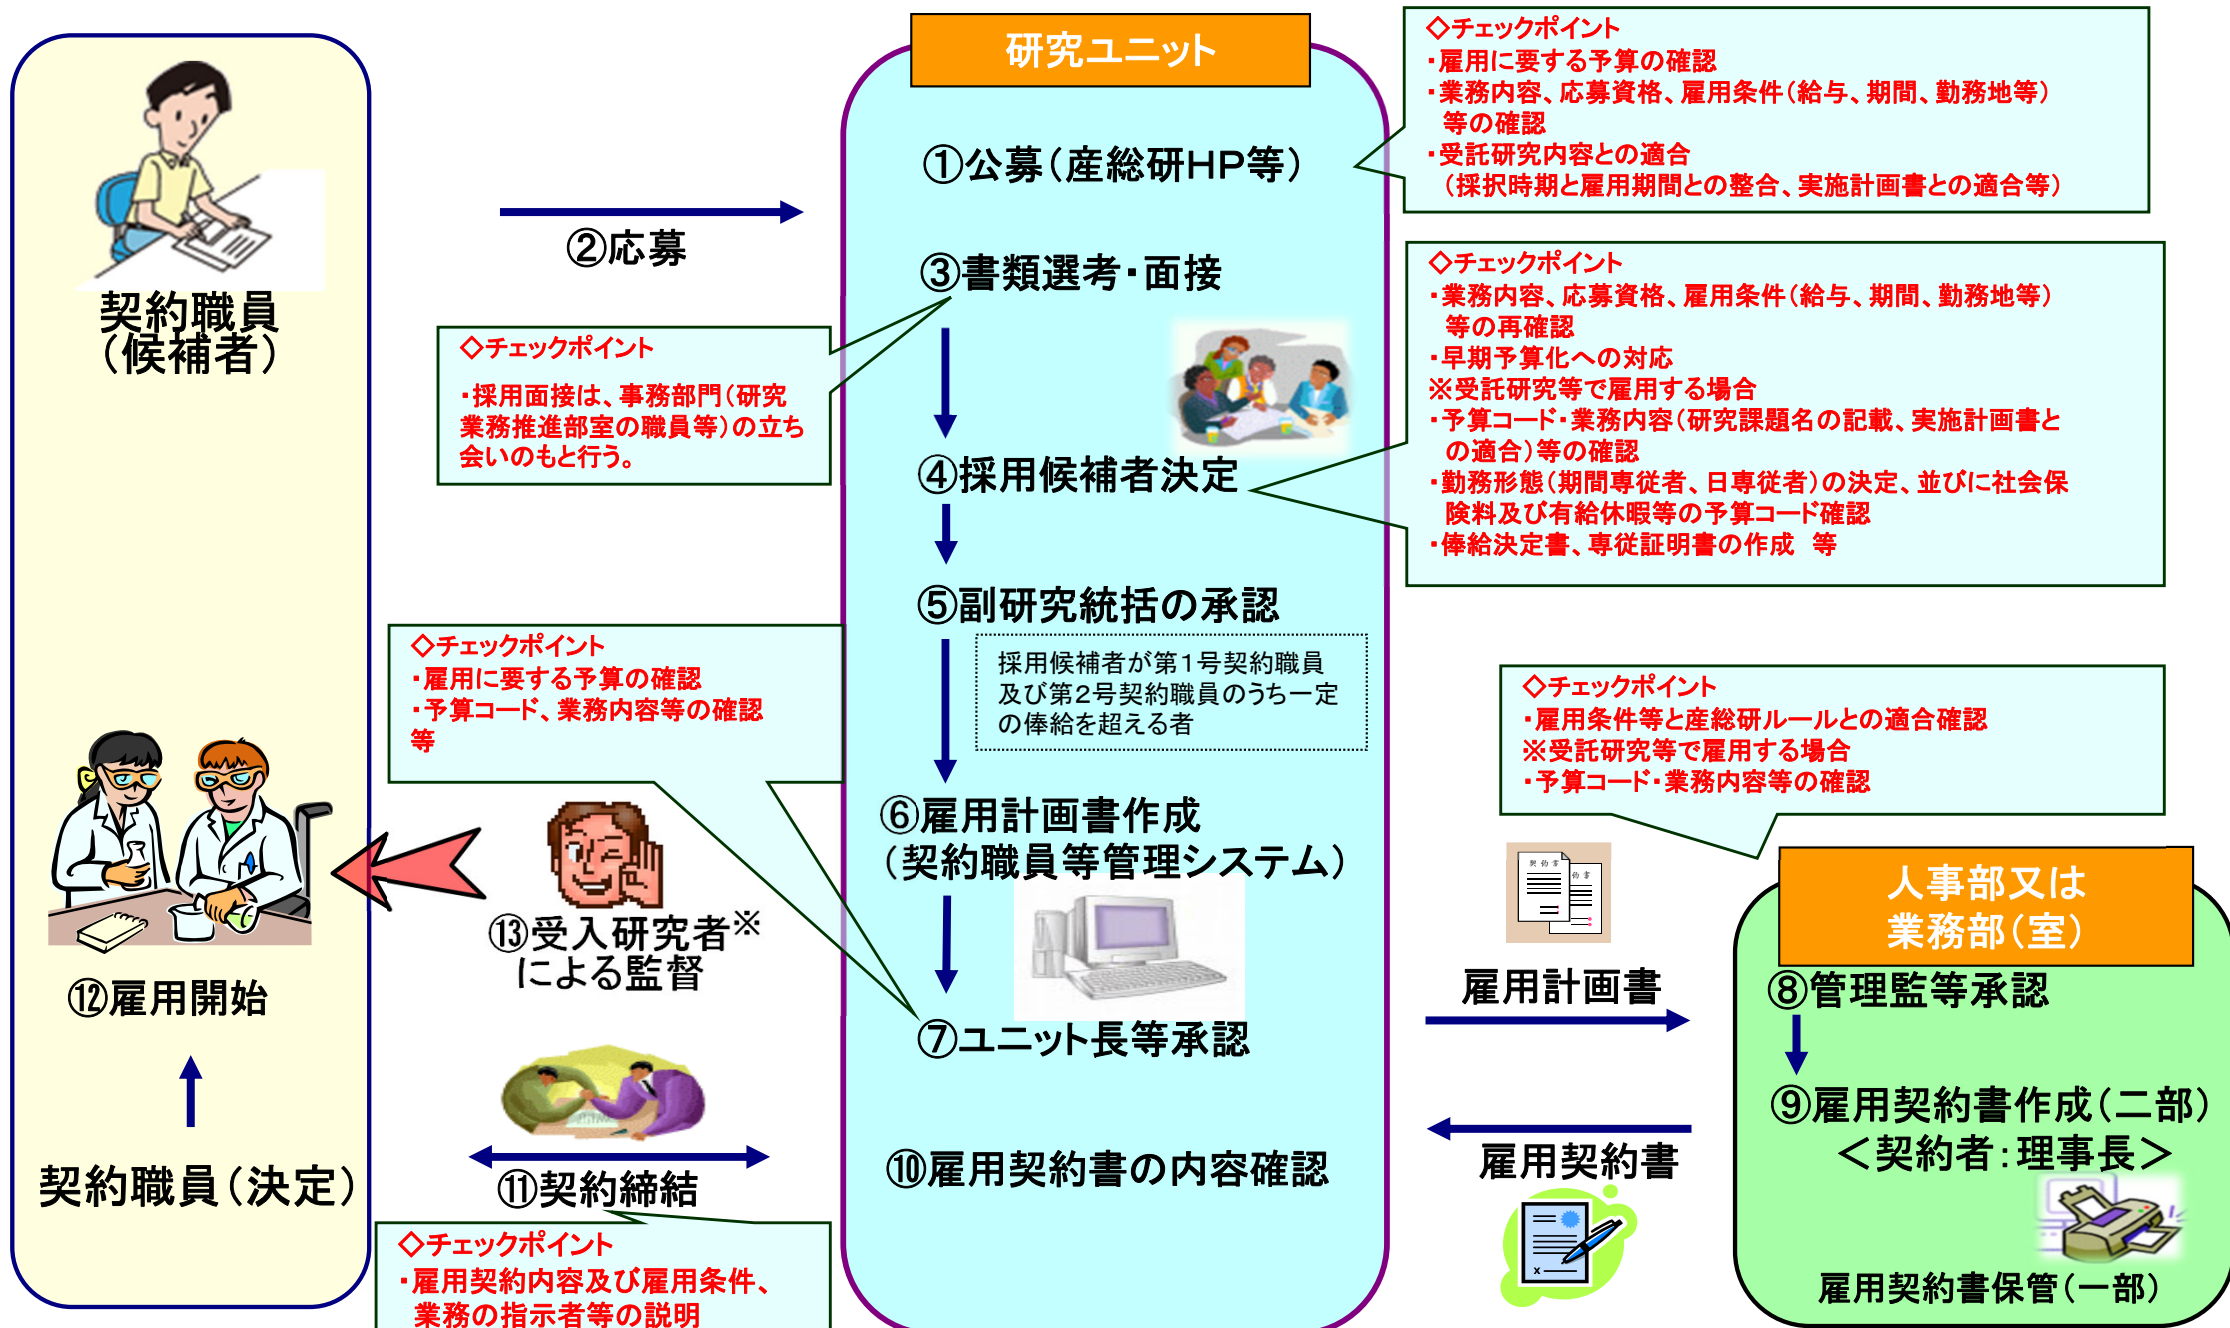 研究ユニット
①公募（産総研HP等）
◇チェックポイント
・雇用に要する予算の確認
・業務内容、応募資格、雇用条件（給与、期間、勤務地等）
等の確認
・受託研究内容との適合
（採択時期と雇用期間との整合、実施計画書との適合等）
②応募
契約職員
（候補者）
③書類選考・面接
◇チェックポイント
・採用面接は、事務部門（研究
業務推進部室の職員等）の立ち
会いのもと行う。
④採用候補者決定
◇チェックポイント
・業務内容、応募資格、雇用条件（給与、期間、勤務地等）
等の再確認
・早期予算化への対応
※受託研究等で雇用する場合
・予算コード・業務内容（研究課題名の記載、実施計画書と
の適合）等の確認
・勤務形態（期間専従者、日専従者）の決定、並びに社会保
険料及び有給休暇等の予算コード確認
・俸給決定書、専従証明書の作成　等
⑤副研究統括の承認
採用候補者が第1号契約職員
及び第2号契約職員のうち一定
の俸給を超える者
⑥雇用計画書作成
（契約職員等管理システム）
◇チェックポイント
・雇用に要する予算の確認
・予算コード、業務内容等の確認
等
⑦ユニット長等承認
契約書
約書
雇用計画書
◇チェックポイント
・雇用条件等と産総研ルールとの適合確認
※受託研究等で雇用する場合
・予算コード・業務内容等の確認
人事部又は
業務部（室）
⑧管理監等承認
⑨雇用契約書作成（二部）
＜契約者：理事長＞
雇用契約書保管（一部）
雇用契約書
x
⑩雇用契約書の内容確認
⑪契約締結
◇チェックポイント
・雇用契約内容及び雇用条件、
業務の指示者等の説明
契約職員（決定）
⑫雇用開始
⑬受入研究者※
による監督